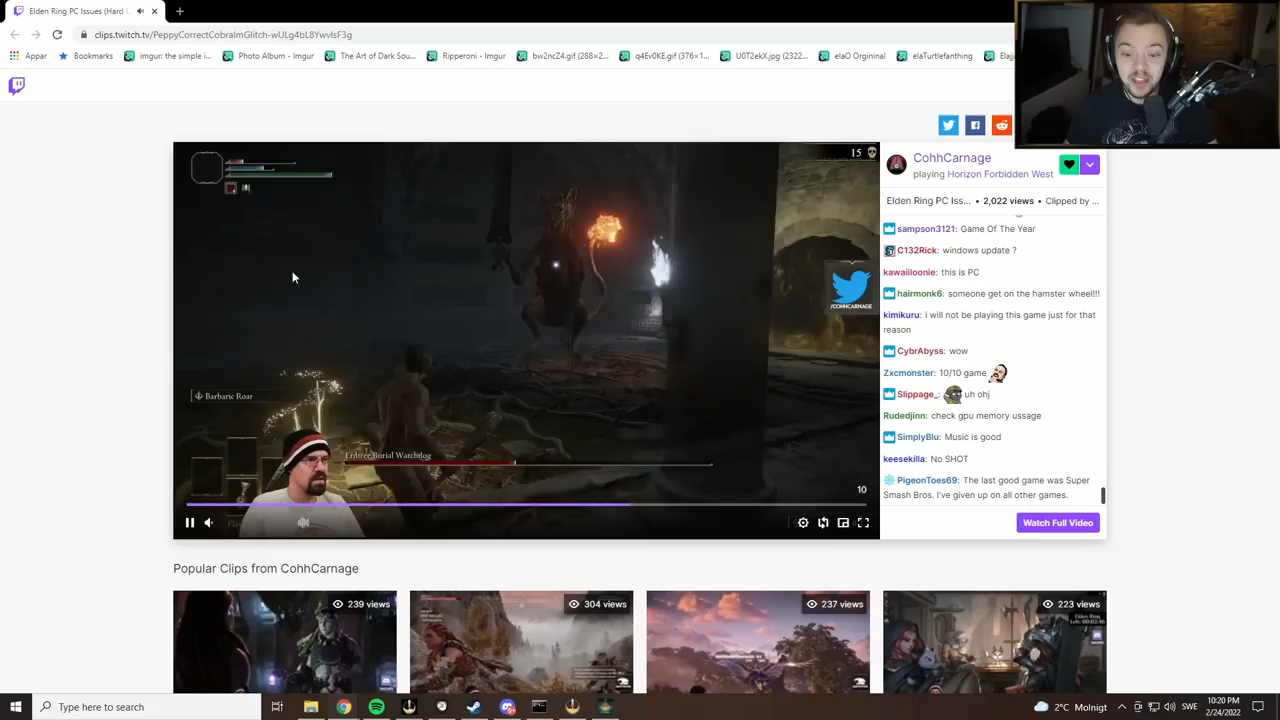 Elden Ring PC Issues (Hard L
clips.twitch.tv/PeppyCorrectCobraImGlitch-wULg4bL8YwvIsF3g
Appar
Bookmarks
imgur: the simple i...
Photo Album - Imgur
The Art of Dark Sou...
Ripperoni - Imgur
bw2ncZ4.gif (288×2...
q4Ev0KE.gif (376×1...
U0T2ekX.jpg (2322...
elaO Orgininal
elaTurtlefanthing
15
CohhCarnage
playing Horizon Forbidden West
Elden Ring PC Iss... • 2,022 views • Clipped by ...
sampson3121: Game Of The Year
C132Rick: windows update ?
kawaiiloonie: this is PC
hairmonk6: someone get on the hamster wheel!!!
kimikuru: i will not be playing this game just for that
reason
CybrAbyss: wow
Zxcmonster: 10/10 game
Slippage_: uh ohj
Rudedjinn: check gpu memory ussage
SimplyBlu: Music is good
keesekilla: No SHOT
PigeonToes69: The last good game was Super
Smash Bros. I've given up on all other games.
Watch Full Video
/COHHCARNAGE
Barbaric Roar
Erdtree Burial Watchdog
10
Popular Clips from CohhCarnage
239 views
304 views
237 views
223 views
Elden Ring
Type here to search
2°C Molnigt
SWE
10:20 PM
2/24/2022